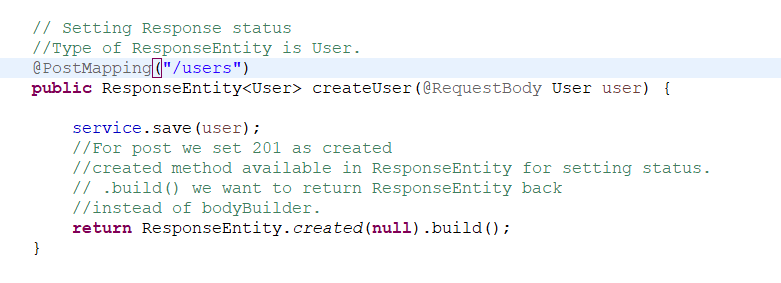 // Setting Response status
//Type of ResponseEntity is User.
@PostMapping("/users")
public ResponseEntity<User> createUser(@RequestBody User user) {
service.save(user);
//For post we set 201 as created
//created method available in ResponseEntity for setting status.
// .build() we want to return ResponseEntity back
//instead of bodyBuilder.
return ResponseEntity.created(null).build();
}